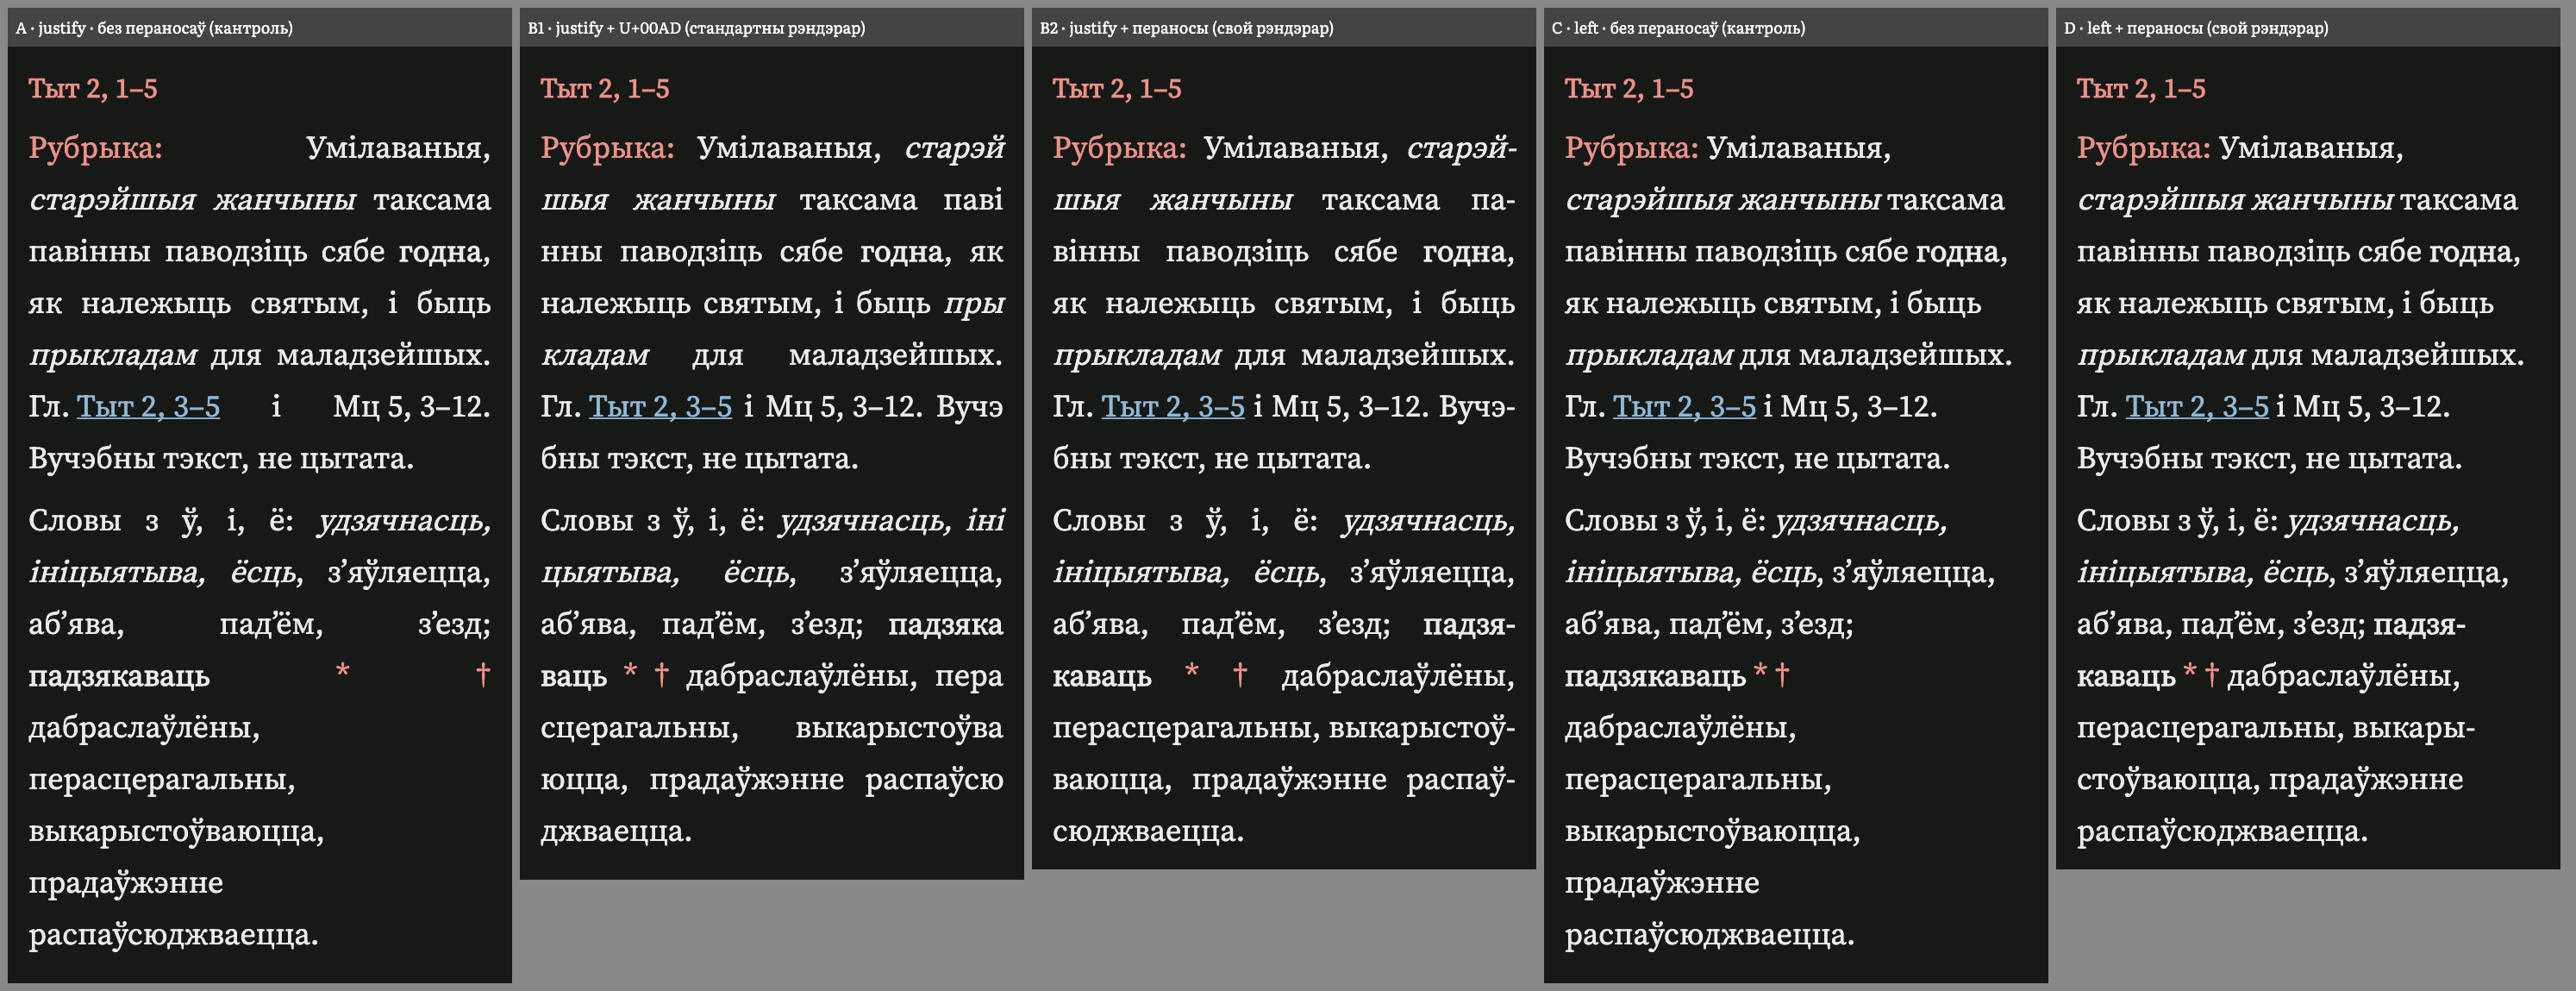 A · justify · без пераносаў (кантроль)
Тыт 2, 1–5
Рубрыка: Умілаваныя,
старэйшыя жанчыны таксама
павінны паводзіць сябе годна,
як належыць святым, і быць
прыкладам для маладзейшых.
Гл. Тыт 2, 3–5 і Мц 5, 3–12.
Вучэбны тэкст, не цытата.
Словы з ў, і, ё: удзячнасць,
ініцыятыва, ёсць, з’яўляецца,
аб’ява, пад’ём, з’езд;
падзякаваць * †
дабраслаўлёны,
перасцерагальны,
выкарыстоўваюцца,
прадаўжэнне
распаўсюджваецца.
B1 · justify + U+00AD (стандартны рэндэрар)
Тыт 2, 1–5
Рубрыка: Умілаваныя, старэй
шыя жанчыны таксама паві
нны паводзіць сябе годна, як
належыць святым, і быць пры
кладам для маладзейшых.
Гл. Тыт 2, 3–5 і Мц 5, 3–12. Вучэ
бны тэкст, не цытата.
Словы з ў, і, ё: удзячнасць, іні
цыятыва, ёсць, з’яўляецца,
аб’ява, пад’ём, з’езд; падзяка
ваць * † дабраслаўлёны, пера
сцерагальны, выкарыстоўва
юцца, прадаўжэнне распаўсю
джваецца.
B2 · justify + пераносы (свой рэндэрар)
Тыт 2, 1–5
Рубрыка: Умілаваныя, старэй-
шыя жанчыны таксама па-
вінны паводзіць сябе годна,
як належыць святым, і быць
прыкладам для маладзейшых.
Гл. Тыт 2, 3–5 і Мц 5, 3–12. Вучэ-
бны тэкст, не цытата.
Словы з ў, і, ё: удзячнасць,
ініцыятыва, ёсць, з’яўляецца,
аб’ява, пад’ём, з’езд; падзя-
каваць * † дабраслаўлёны,
перасцерагальны, выкарыстоў-
ваюцца, прадаўжэнне распаў-
сюджваецца.
C · left · без пераносаў (кантроль)
Тыт 2, 1–5
Рубрыка: Умілаваныя,
старэйшыя жанчыны таксама
павінны паводзіць сябе годна,
як належыць святым, і быць
прыкладам для маладзейшых.
Гл. Тыт 2, 3–5 і Мц 5, 3–12.
Вучэбны тэкст, не цытата.
Словы з ў, і, ё: удзячнасць,
ініцыятыва, ёсць, з’яўляецца,
аб’ява, пад’ём, з’езд;
падзякаваць * †
дабраслаўлёны,
перасцерагальны,
выкарыстоўваюцца,
прадаўжэнне
распаўсюджваецца.
D · left + пераносы (свой рэндэрар)
Тыт 2, 1–5
Рубрыка: Умілаваныя,
старэйшыя жанчыны таксама
павінны паводзіць сябе годна,
як належыць святым, і быць
прыкладам для маладзейшых.
Гл. Тыт 2, 3–5 і Мц 5, 3–12.
Вучэбны тэкст, не цытата.
Словы з ў, і, ё: удзячнасць,
ініцыятыва, ёсць, з’яўляецца,
аб’ява, пад’ём, з’езд; падзя-
каваць * † дабраслаўлёны,
перасцерагальны, выкары-
стоўваюцца, прадаўжэнне
распаўсюджваецца.